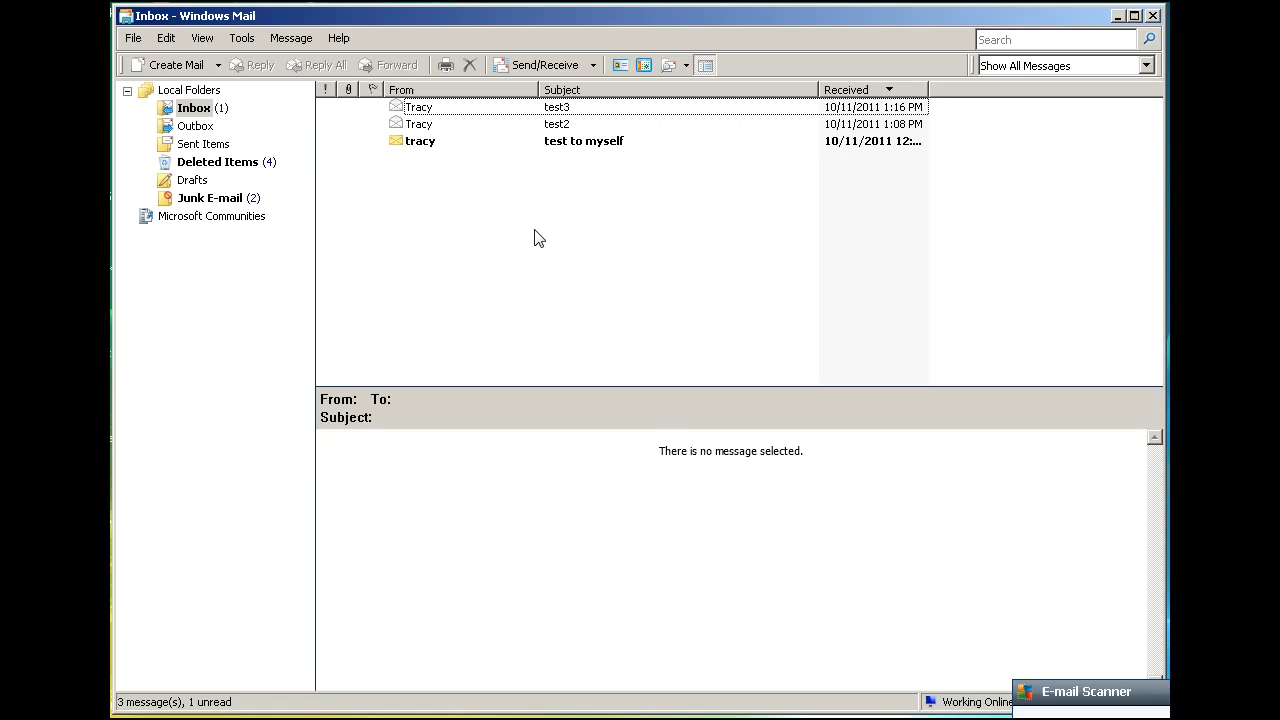 Inbox - Windows Mail
File Edit View Tools Message Help
Search
Create Mail Reply Reply All Forward Send/Receive Show All Messages
Local Folders
Inbox (1)
Outbox
Sent Items
Deleted Items (4)
Drafts
Junk E-mail (2)
Microsoft Communities
! From Subject Received
Tracy test3 10/11/2011 1:16 PM
Tracy test2 10/11/2011 1:08 PM
tracy test to myself 10/11/2011 12:...
From: To:
Subject:
There is no message selected.
3 message(s), 1 unread
Working Online
E-mail Scanner